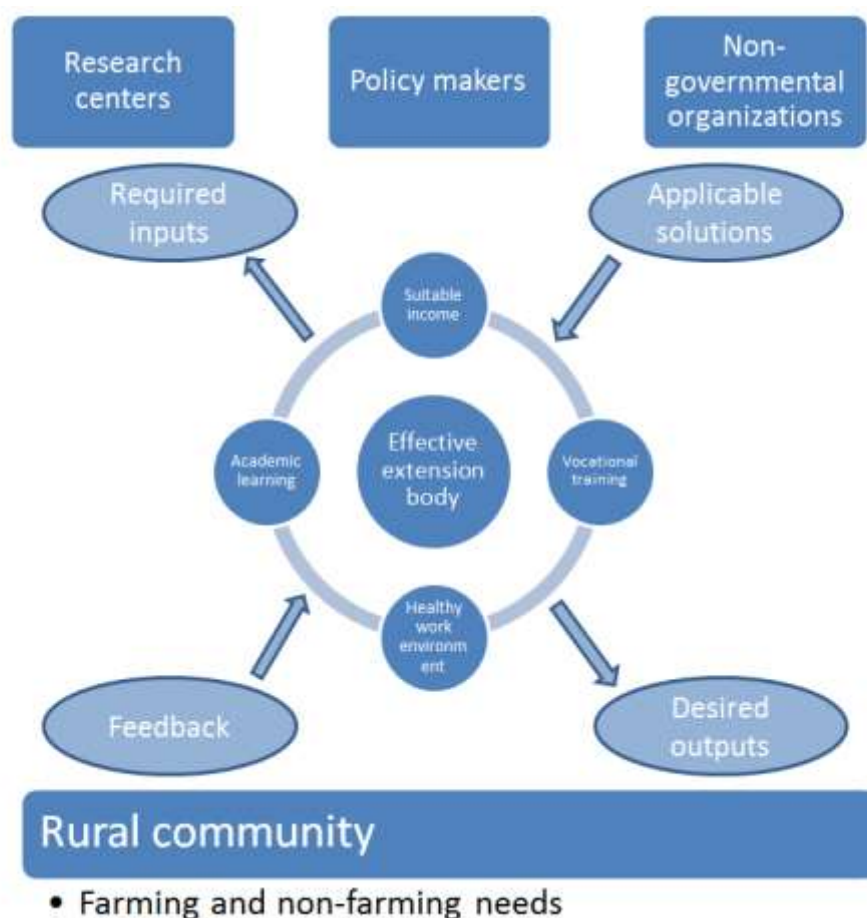 Research
centers
Policy makers
Non-
governmental
organizations
Required
inputs
Applicable
solutions
Suitable
income
Academic
learning
Effective
extension
body
Vocational
training
Healthy
work
environm
ent
Feedback
Desired
outputs
Rural community
• Farming and non-farming needs